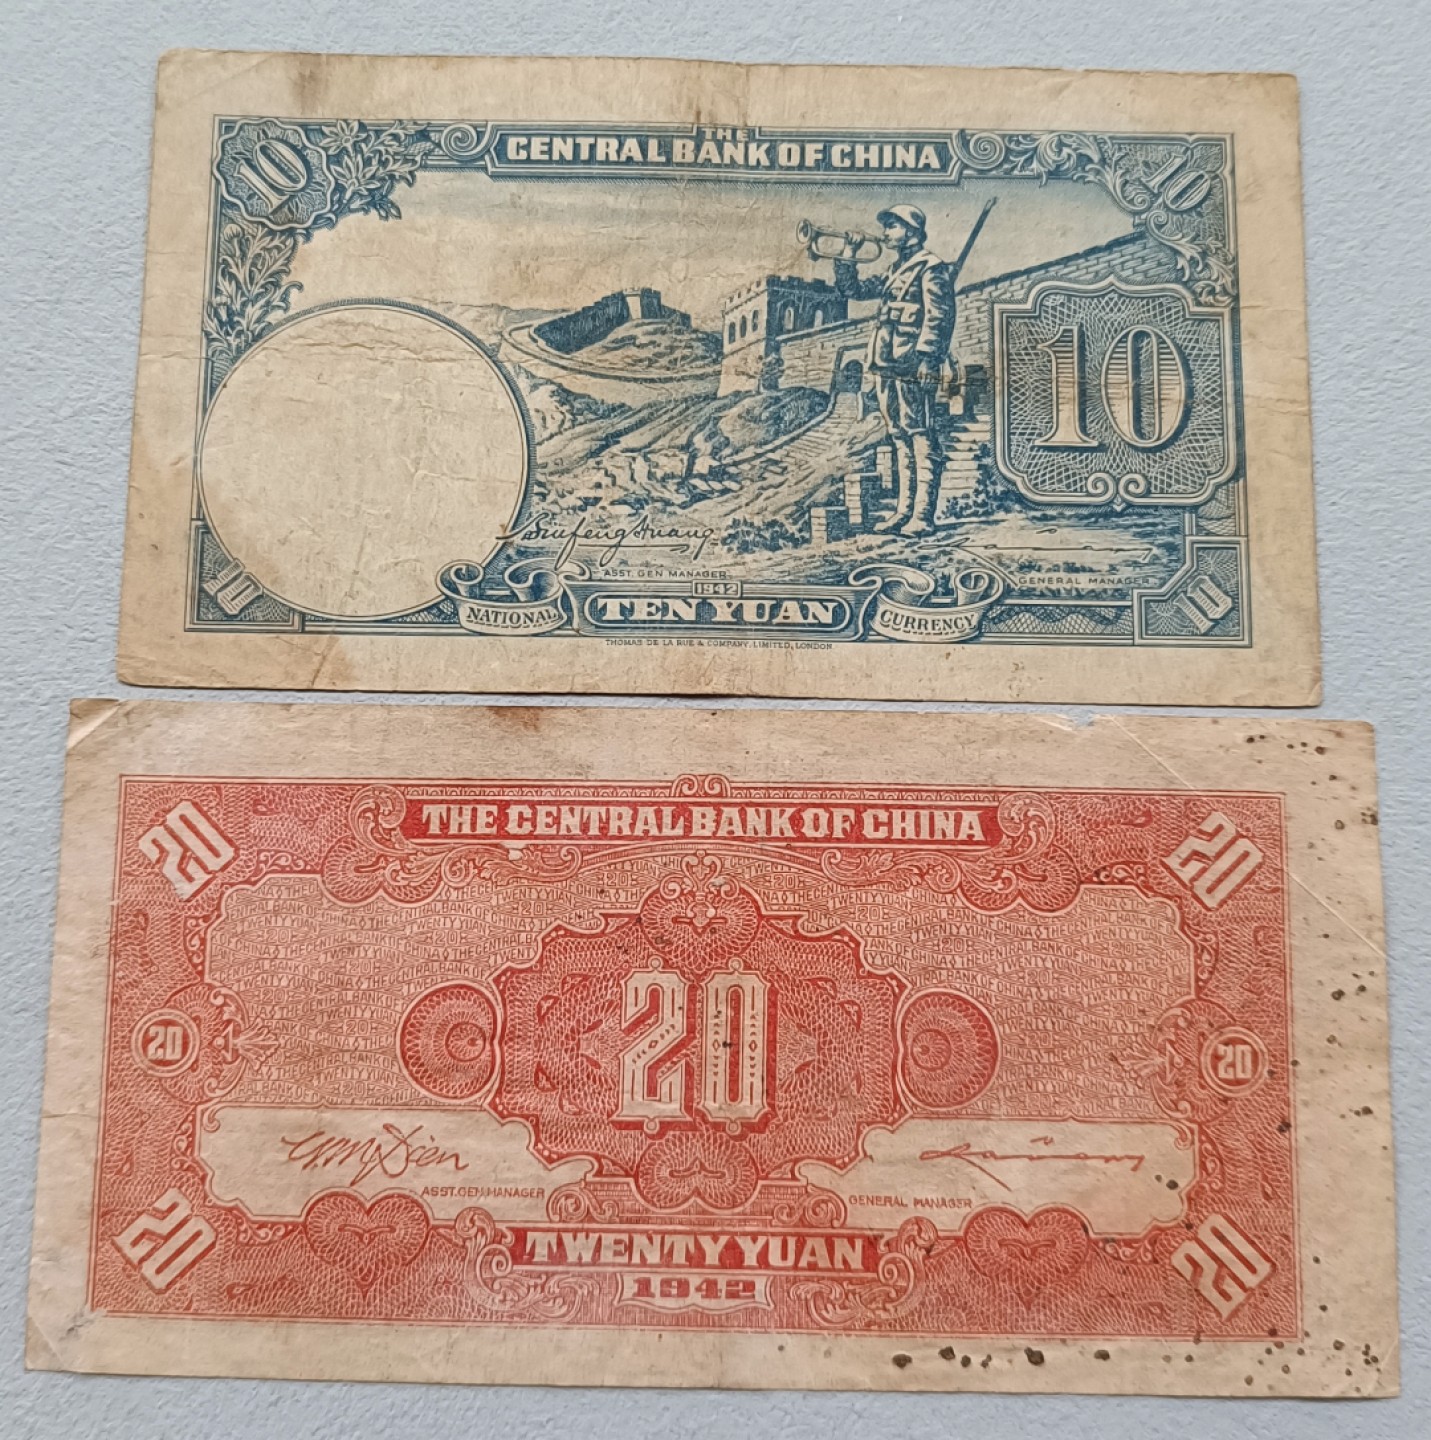 10
THE
CENTRAL BANK OF CHINA
10
10
ASST. GEN MANAGER.
GENERAL MANAGER.
10
1942
10
NATIONAL
TEN YUAN
CURRENCY
THOMAS DE LA RUE & COMPANY, LIMITED, LONDON.
20
THE CENTRAL BANK OF CHINA
20
20
20
20
ASST. GEN. MANAGER
GENERAL MANAGER
20
TWENTY YUAN
20
1942